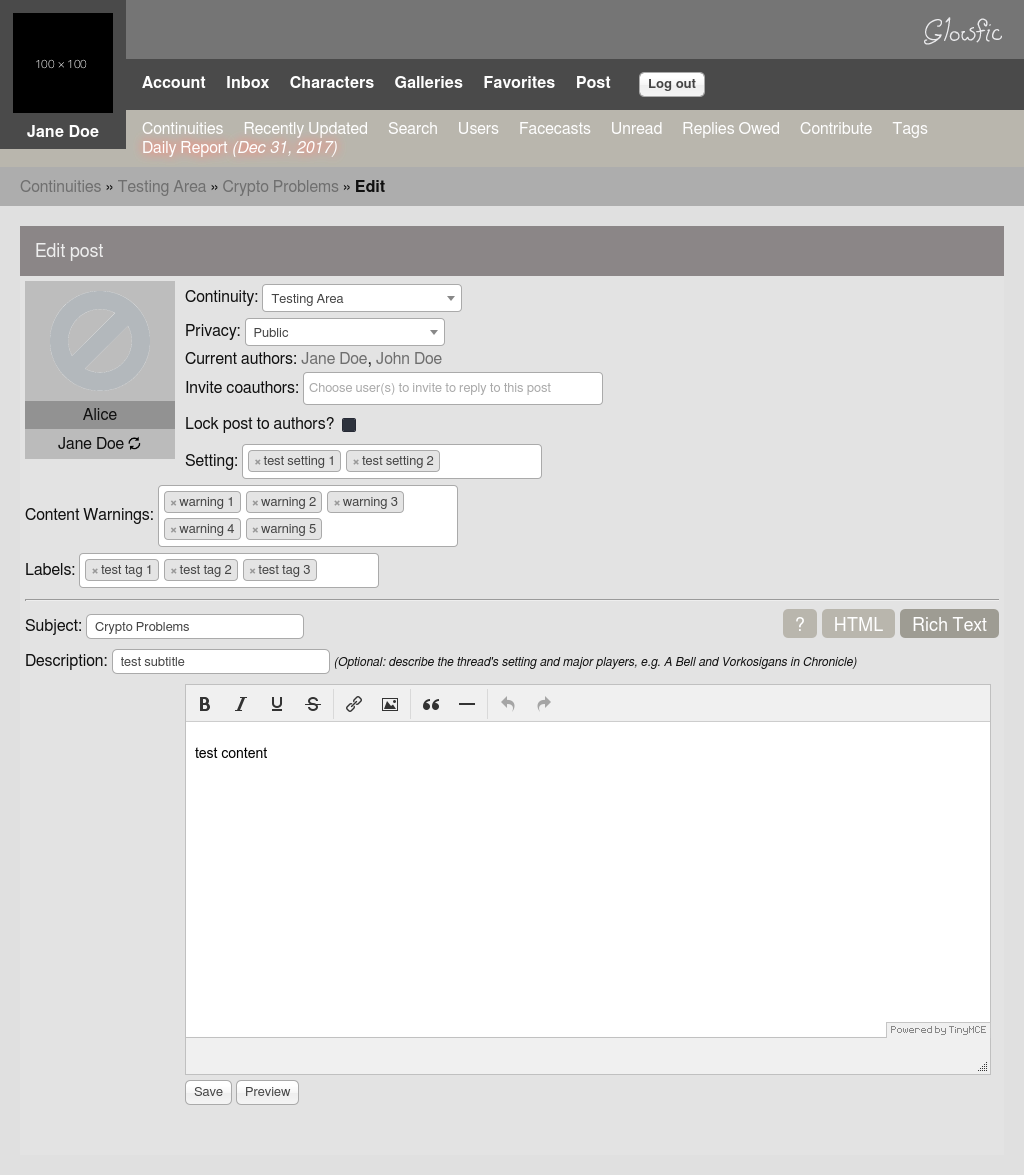 Glowfic
100 × 100
Account Inbox Characters Galleries Favorites Post Log out
Jane Doe
Continuities Recently Updated Search Users Facecasts Unread Replies Owed Contribute Tags
Daily Report (Dec 31, 2017)
Continuities » Testing Area » Crypto Problems » Edit
Edit post
Continuity: Testing Area
Privacy: Public
Current authors: Jane Doe, John Doe
Invite coauthors: Choose user(s) to invite to reply to this post
Alice
Lock post to authors?
Jane Doe
Setting: ×test setting 1 ×test setting 2
Content Warnings: ×warning 1 ×warning 2 ×warning 3
×warning 4 ×warning 5
Labels: ×test tag 1 ×test tag 2 ×test tag 3
Subject: Crypto Problems ? HTML Rich Text
Description: test subtitle (Optional: describe the thread's setting and major players, e.g. A Bell and Vorkosigans in Chronicle)
B I U S
test content
Powered by TinyMCE
Save Preview